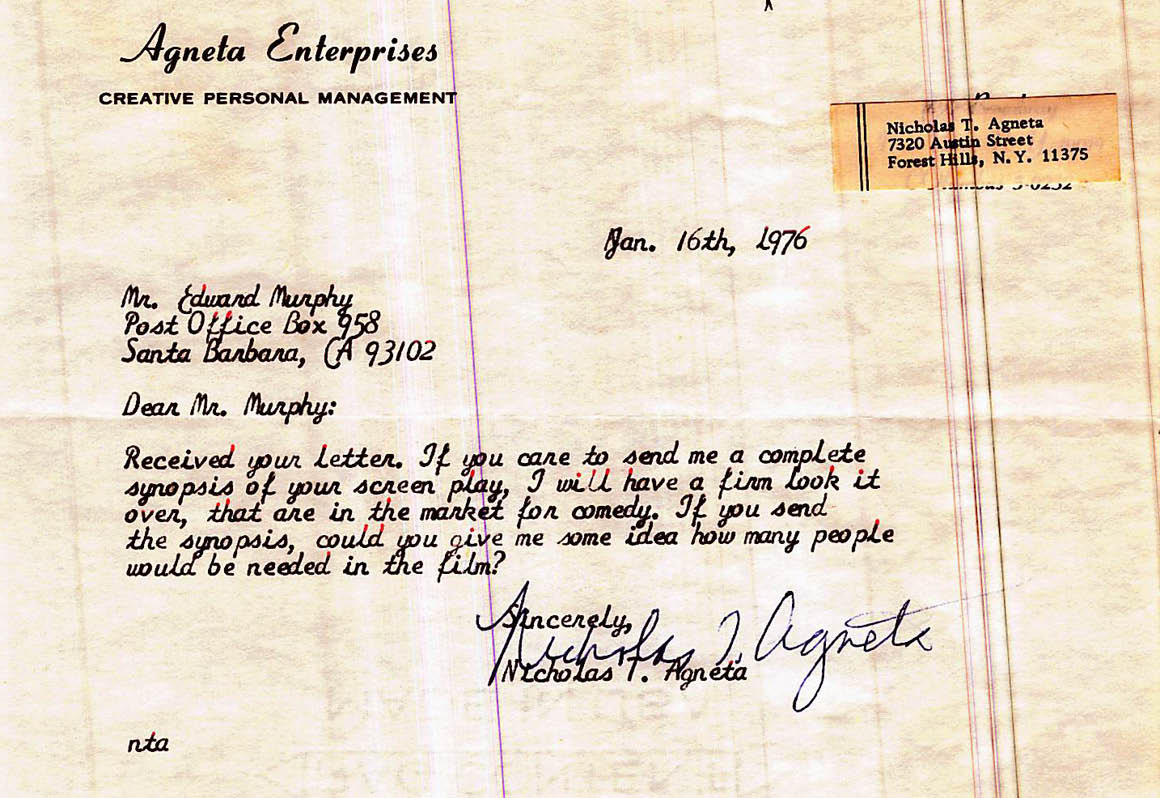 Agneta Enterprises
CREATIVE PERSONAL MANAGEMENT
Nicholas T. Agneta
7320 Austin Street
Forest Hills, N. Y. 11375
Jan. 16th, 1976
Mr. Edward Murphy
Post Office Box 958
Santa Barbara, CA 93102
Dear Mr. Murphy:
Received your letter. If you care to send me a complete
synopsis of your screen play, I will have a firm look it
over, that are in the market for comedy. If you send
the synopsis, could you give me some idea how many people
would be needed in the film?
Sincerely,
Nicholas T. Agneta
Nicholas T. Agneta
nta